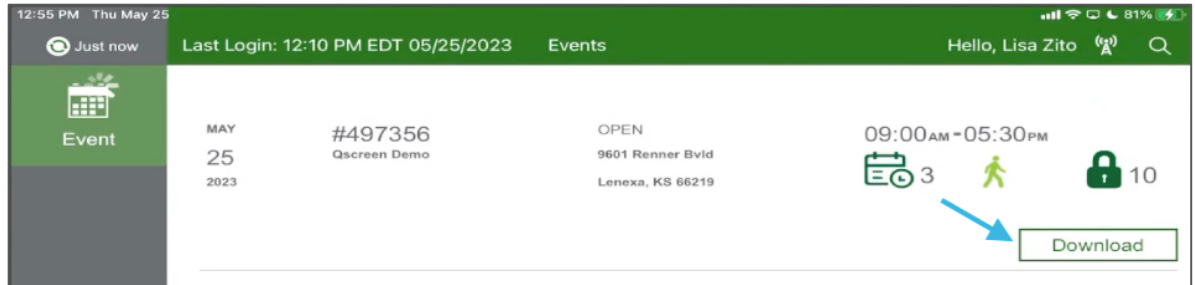 12:55 PM Thu May 25
81%
Just now
Last Login: 12:10 PM EDT 05/25/2023
Events
Hello, Lisa Zito
Event
MAY
25
2023
#497356
Qscreen Demo
OPEN
9601 Renner Bvld
Lenexa, KS 66219
09:00AM-05:30PM
3
10
Download